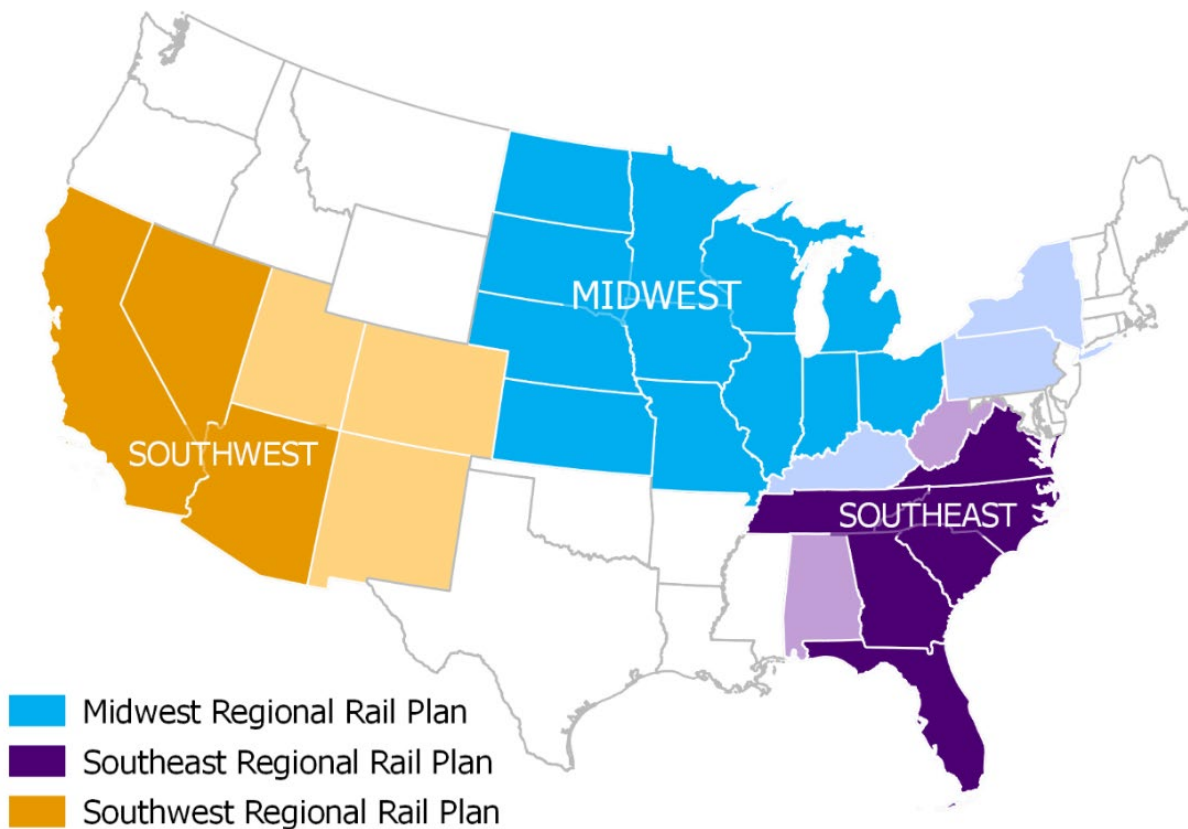 MIDWEST
SOUTHWEST
SOUTHEAST
Midwest Regional Rail Plan
Southeast Regional Rail Plan
Southwest Regional Rail Plan